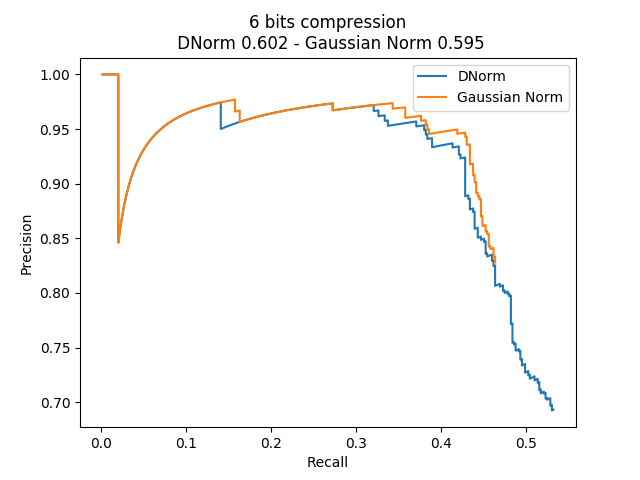 6 bits compression
DNorm 0.602 - Gaussian Norm 0.595
DNorm
Gaussian Norm
Precision
1.00
0.95
0.90
0.85
0.80
0.75
0.70
0.0 0.1 0.2 0.3 0.4 0.5
Recall